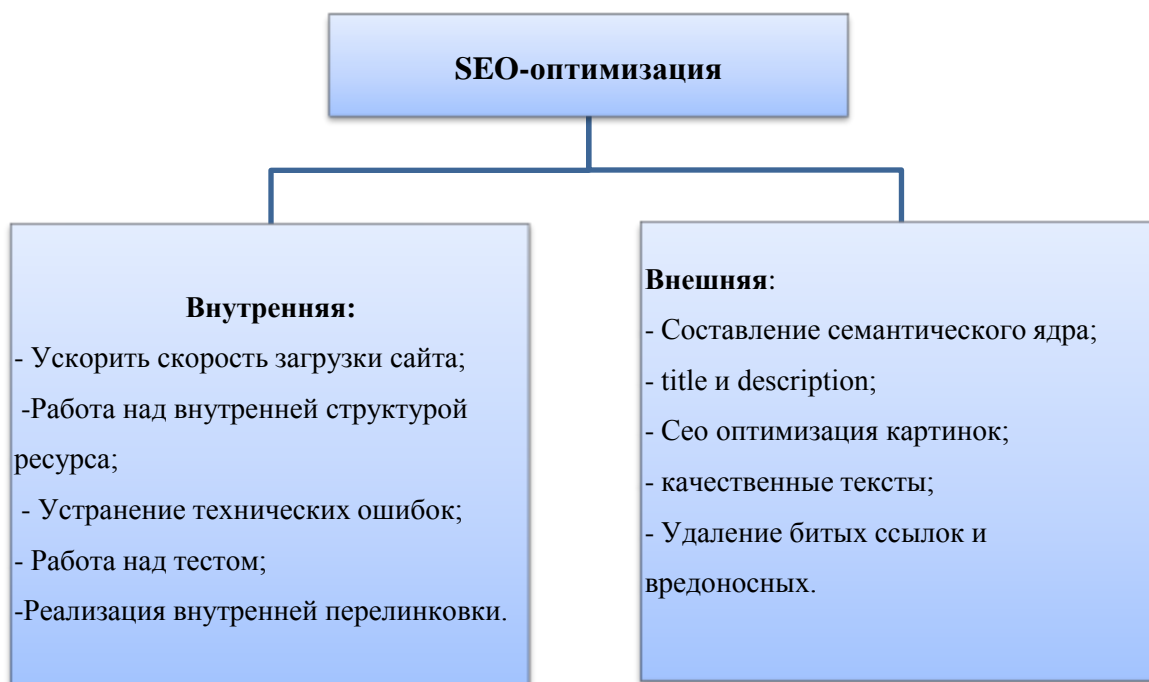 SEO-оптимизация
Внутренняя:
- Ускорить скорость загрузки сайта;
-Работа над внутренней структурой
ресурса;
- Устранение технических ошибок;
- Работа над тестом;
-Реализация внутренней перелинковки.
Внешняя:
- Составление семантического ядра;
- title и description;
- Сео оптимизация картинок;
- качественные тексты;
- Удаление битых ссылок и
вредоносных.